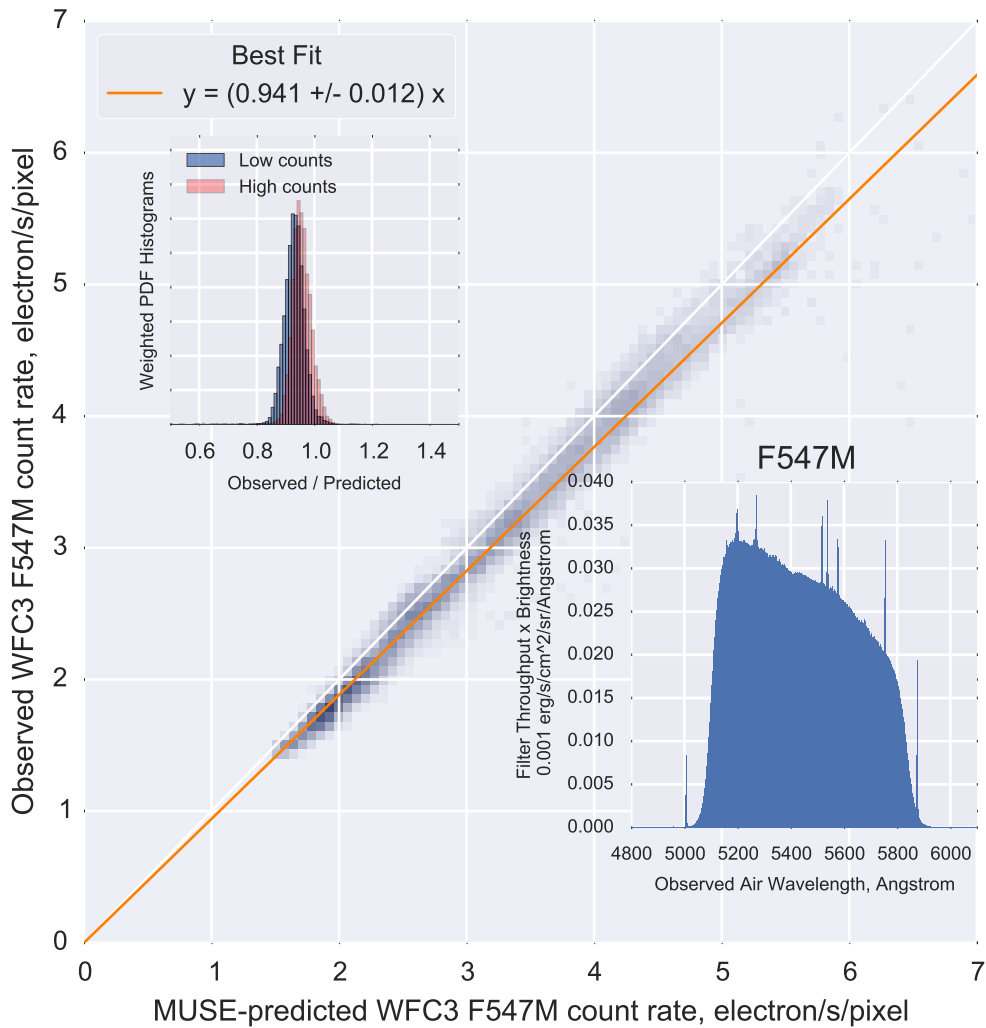 7
6
5
4
3
2
1
0
Observed WFC3 F547M count rate, electron/s/pixel
Best Fit
y = (0.941 +/- 0.012) x
Low counts
High counts
Weighted PDF Histograms
0.6 0.8 1.0 1.2 1.4
Observed / Predicted
F547M
0.040
0.035
0.030
0.025
0.020
0.015
0.010
0.005
0.000
Filter Throughput x Brightness
0.001 erg/s/cm^2/sr/Angstrom
4800 5000 5200 5400 5600 5800 6000
Observed Air Wavelength, Angstrom
0 1 2 3 4 5 6 7
MUSE-predicted WFC3 F547M count rate, electron/s/pixel